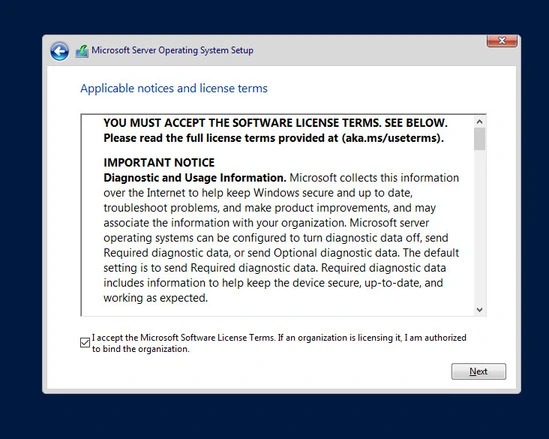 Microsoft Server Operating System Setup
Applicable notices and license terms
YOU MUST ACCEPT THE SOFTWARE LICENSE TERMS. SEE BELOW.
Please read the full license terms provided at (aka.ms/useterms).
IMPORTANT NOTICE
Diagnostic and Usage Information. Microsoft collects this information
over the Internet to help keep Windows secure and up to date,
troubleshoot problems, and make product improvements, and may
associate the information with your organization. Microsoft server
operating systems can be configured to turn diagnostic data off, send
Required diagnostic data, or send Optional diagnostic data. The default
setting is to send Required diagnostic data. Required diagnostic data
includes information to help keep the device secure, up-to-date, and
working as expected.
I accept the Microsoft Software License Terms. If an organization is licensing it, I am authorized
to bind the organization.
Next